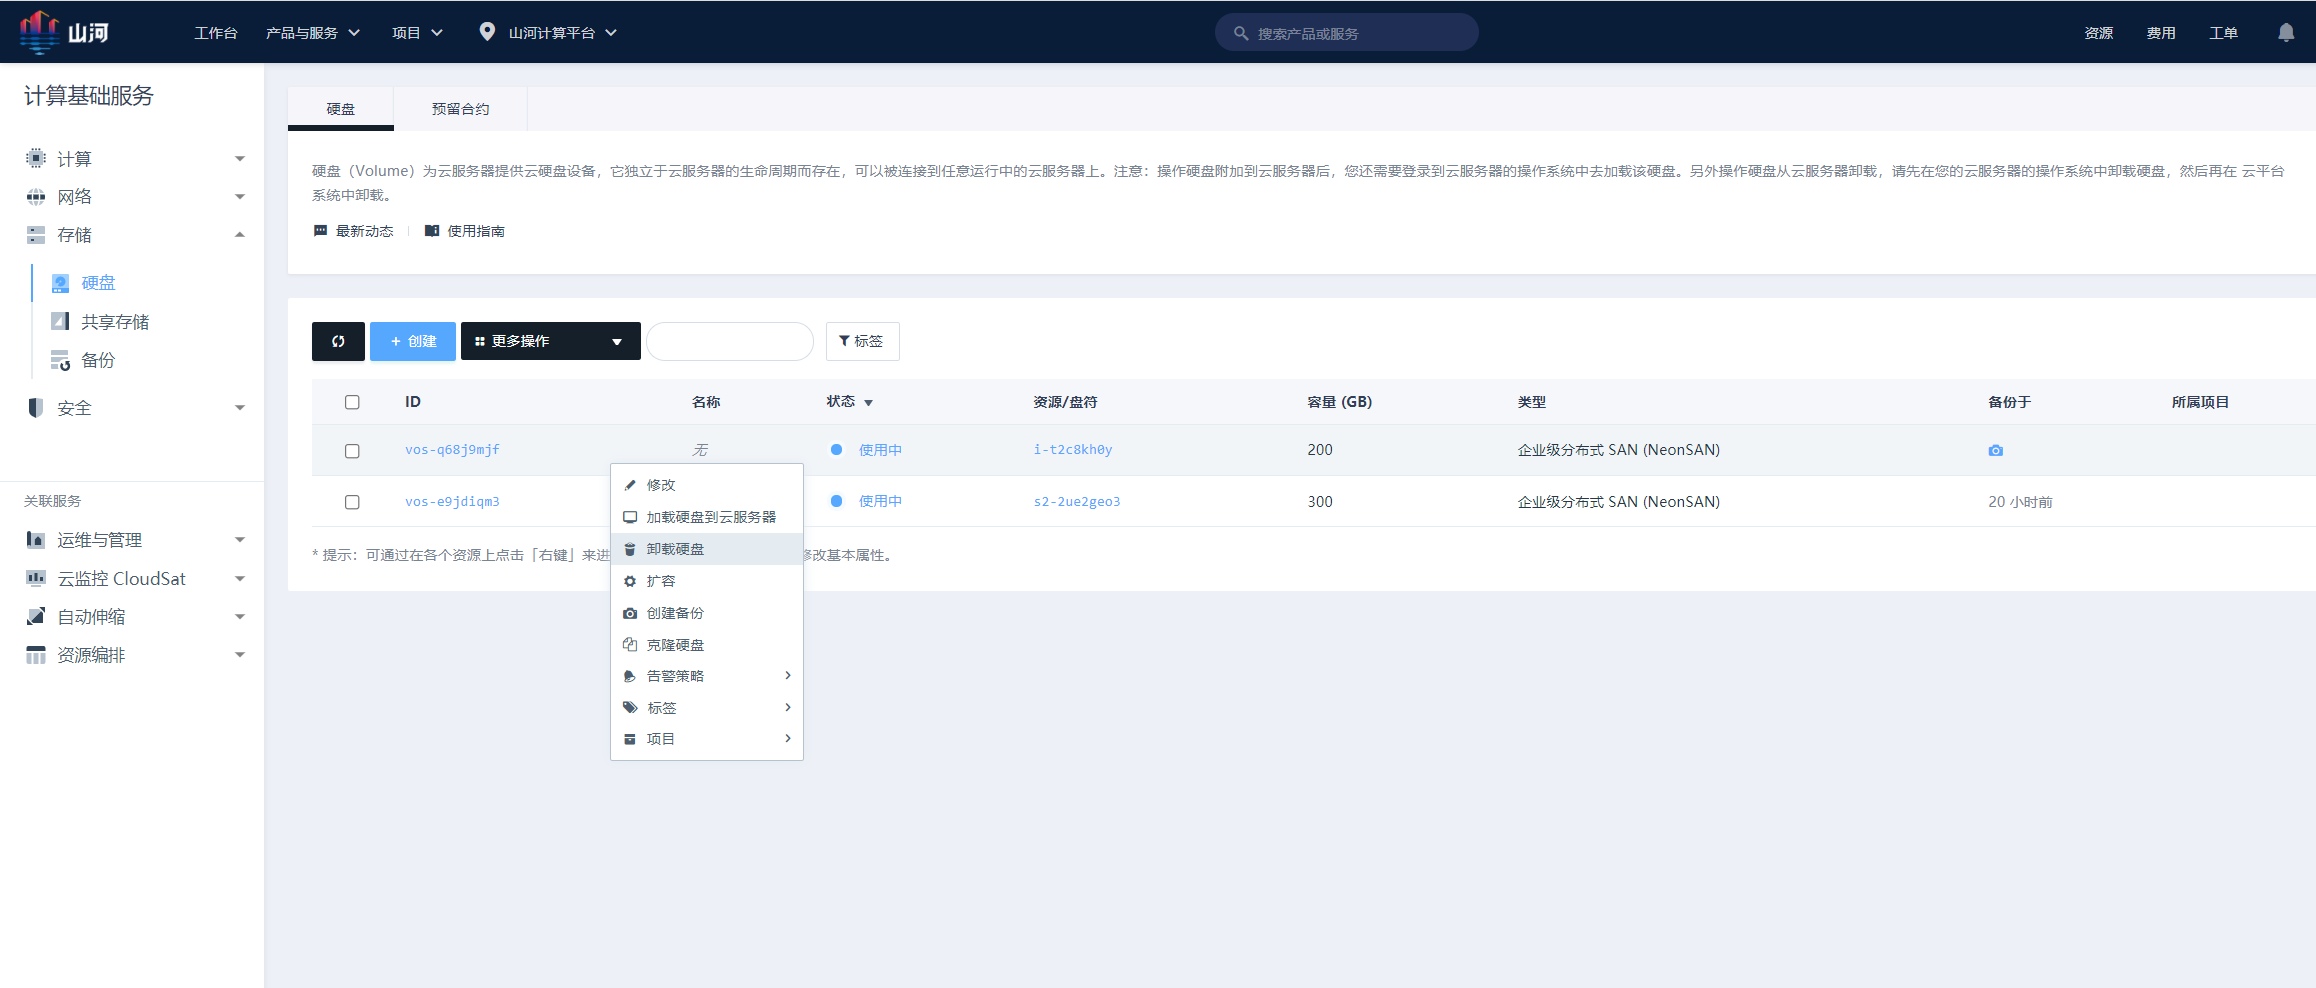 山河
工作台
产品与服务
项目
山河计算平台
搜索产品或服务
资源
费用
工单
计算基础服务
计算
网络
存储
硬盘
共享存储
备份
安全
关联服务
运维与管理
云监控 CloudSat
自动伸缩
资源编排
硬盘
预留合约
硬盘（Volume）为云服务器提供云硬盘设备，它独立于云服务器的生命周期而存在，可以被连接到任意运行中的云服务器上。注意：操作硬盘附加到云服务器后，您还需要登录到云服务器的操作系统中去加载该硬盘。另外操作硬盘从云服务器卸载，请先在您的云服务器的操作系统中卸载硬盘，然后再在 云平台
系统中卸载。
最新动态
使用指南
+ 创建
更多操作
标签
ID 名称 状态 资源/盘符 容量 (GB) 类型 备份于 所属项目
vos-q68j9mjf 无 使用中 i-t2c8kh0y 200 企业级分布式 SAN (NeonSAN)
vos-e9jdiqm3 使用中 s2-2ue2geo3 300 企业级分布式 SAN (NeonSAN) 20 小时前
* 提示：可通过在各个资源上点击「右键」来进 修改基本属性。
修改
加载硬盘到云服务器
卸载硬盘
扩容
创建备份
克隆硬盘
告警策略
标签
项目